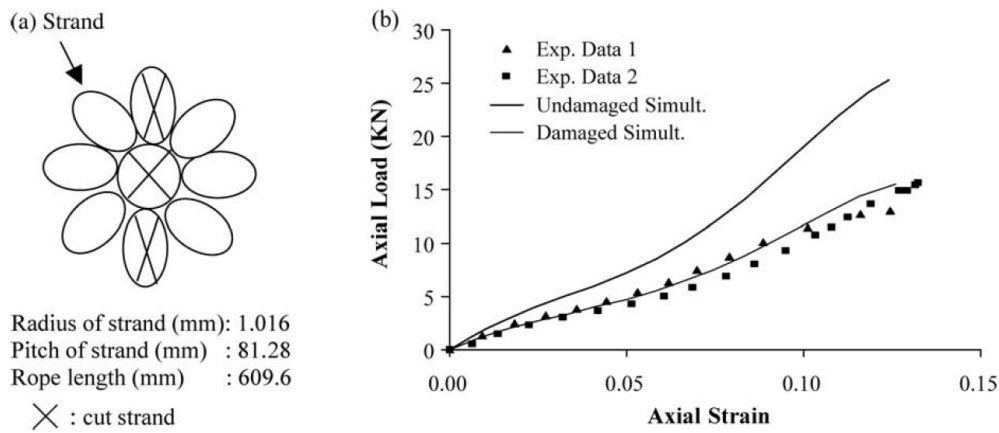 (a) Strand
Radius of strand (mm): 1.016
Pitch of strand (mm) : 81.28
Rope length (mm) : 609.6
: cut strand
(b)
30
25
20
15
10
5
0
Axial Load (KN)
Exp. Data 1
Exp. Data 2
Undamaged Simult.
Damaged Simult.
0.00 0.05 0.10 0.15
Axial Strain